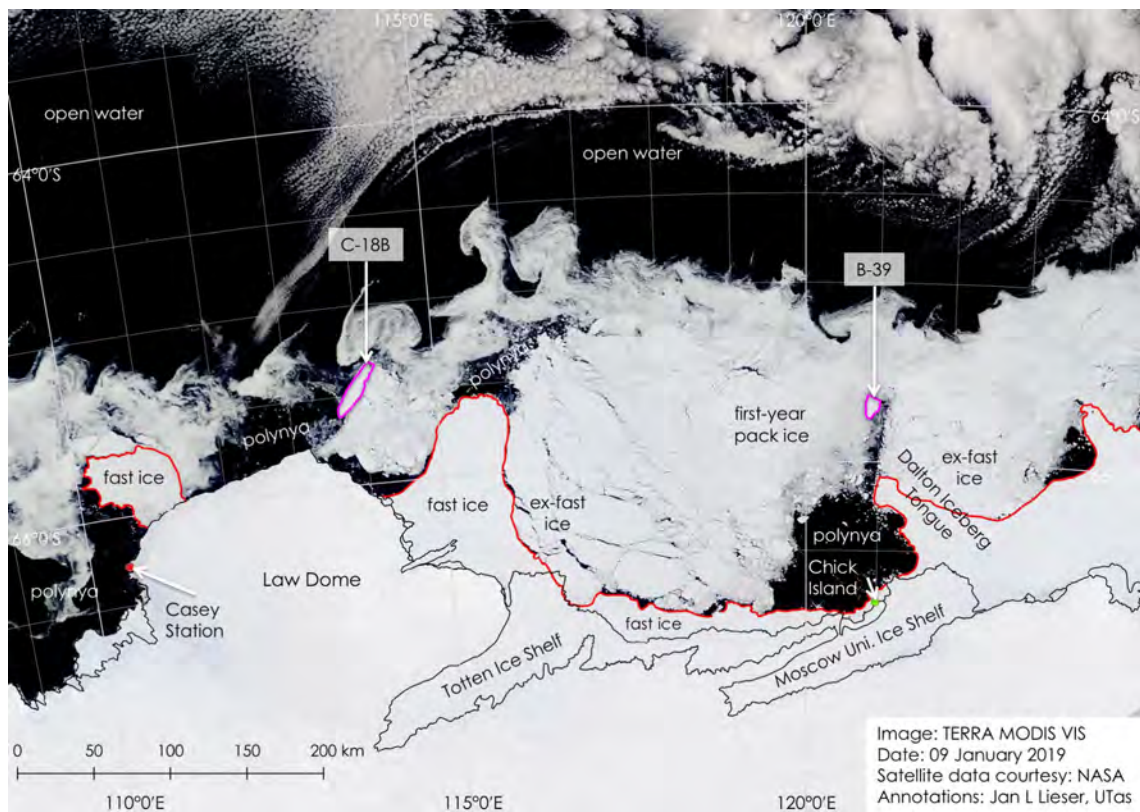 115°0'E
120°0'E
open water
64°0'S
64°0'S
open water
C-18B
B-39
polynya
polynya
first-year
pack ice
fast ice
ex-fast
ice
Dalton Iceberg
Tongue
fast ice
ex-fast
ice
66°0'S
polynya
Chick
Island
polynya
Law Dome
Casey
Station
fast ice
Totten Ice Shelf
Moscow Uni. Ice Shelf
0 50 100 150 200 km
Image: TERRA MODIS VIS
Date: 09 January 2019
Satellite data courtesy: NASA
Annotations: Jan L Lieser, UTas
110°0'E
115°0'E
120°0'E